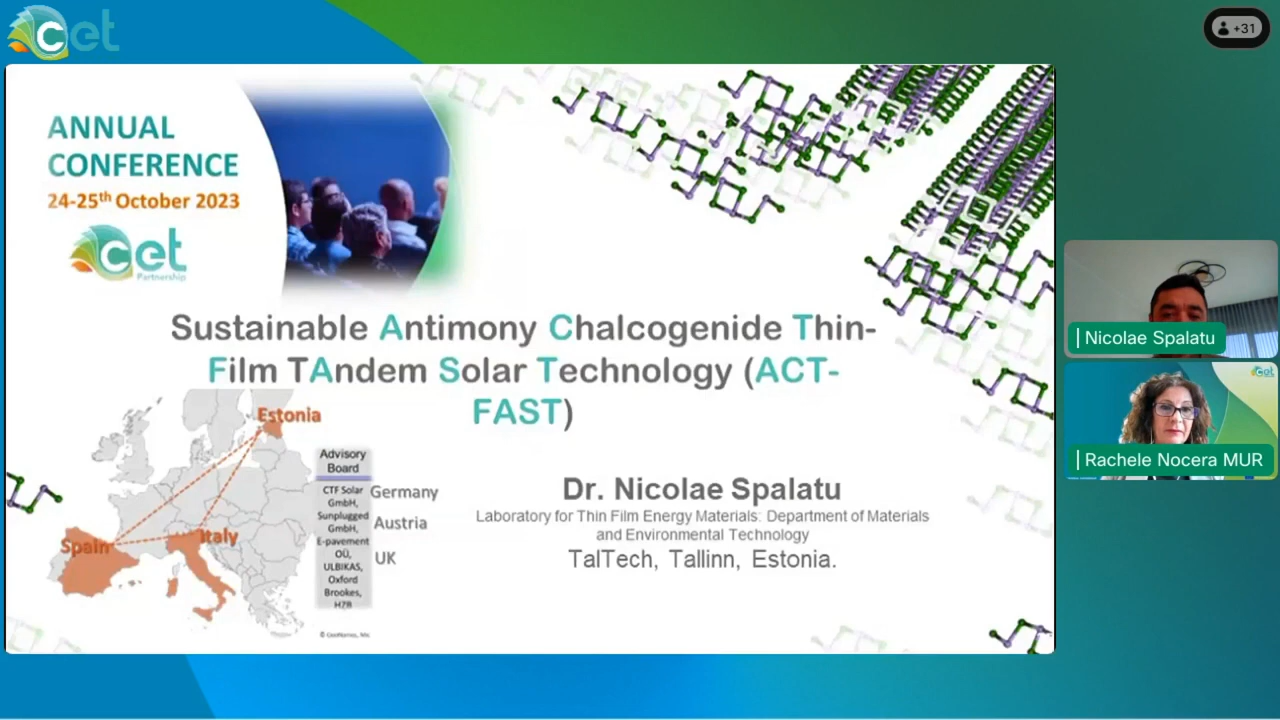 cet
+31
ANNUAL
CONFERENCE
24-25th October 2023
cet
Partnership
Sustainable Antimony Chalcogenide Thin-
Film TAndem Solar Technology (ACT-
FAST)
Estonia
Spain
Italy
Advisory
Board
CTF Solar
GmbH,
Sunplugged
GmbH,
E-pavement
OÜ,
ULBIKAS,
Oxford
Brookes,
Germany
Austria
UK
Dr. Nicolae Spalatu
Laboratory for Thin Film Energy Materials: Department of Materials
and Environmental Technology
TalTech, Tallinn, Estonia.
Nicolae Spalatu
cet
Rachele Nocera MUR